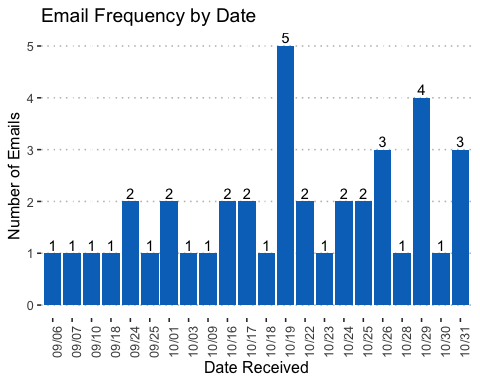 Email Frequency by Date
Number of Emails
5
4
3
2
1
0
1 1 1 1 2 1 2 1 1 2 2 1 5 2 1 2 2 3 1 4 1 3
09/06 09/07 09/10 09/18 09/24 09/25 10/01 10/03 10/09 10/16 10/17 10/18 10/19 10/22 10/23 10/24 10/25 10/26 10/28 10/29 10/30 10/31
Date Received